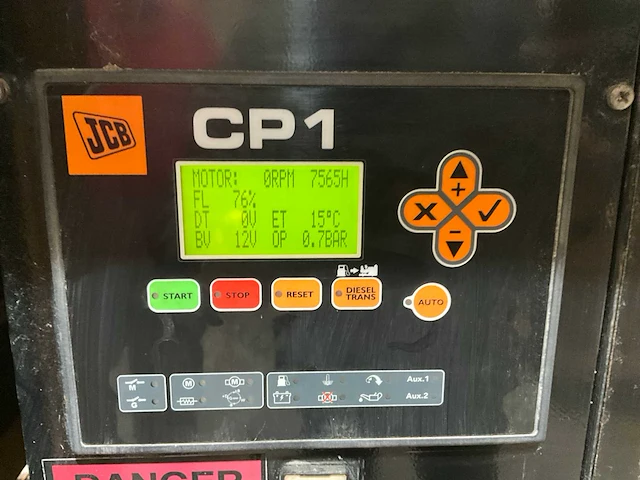 JCB
CP1
MOTOR: 0RPM 7565H
FL 76%
DT 0V ET 15°C
BV 12V OP 0.7BAR
START
STOP
RESET
DIESEL
TRANS
AUTO
M
M
M
Aux.1
G
Aux.2
DANGER